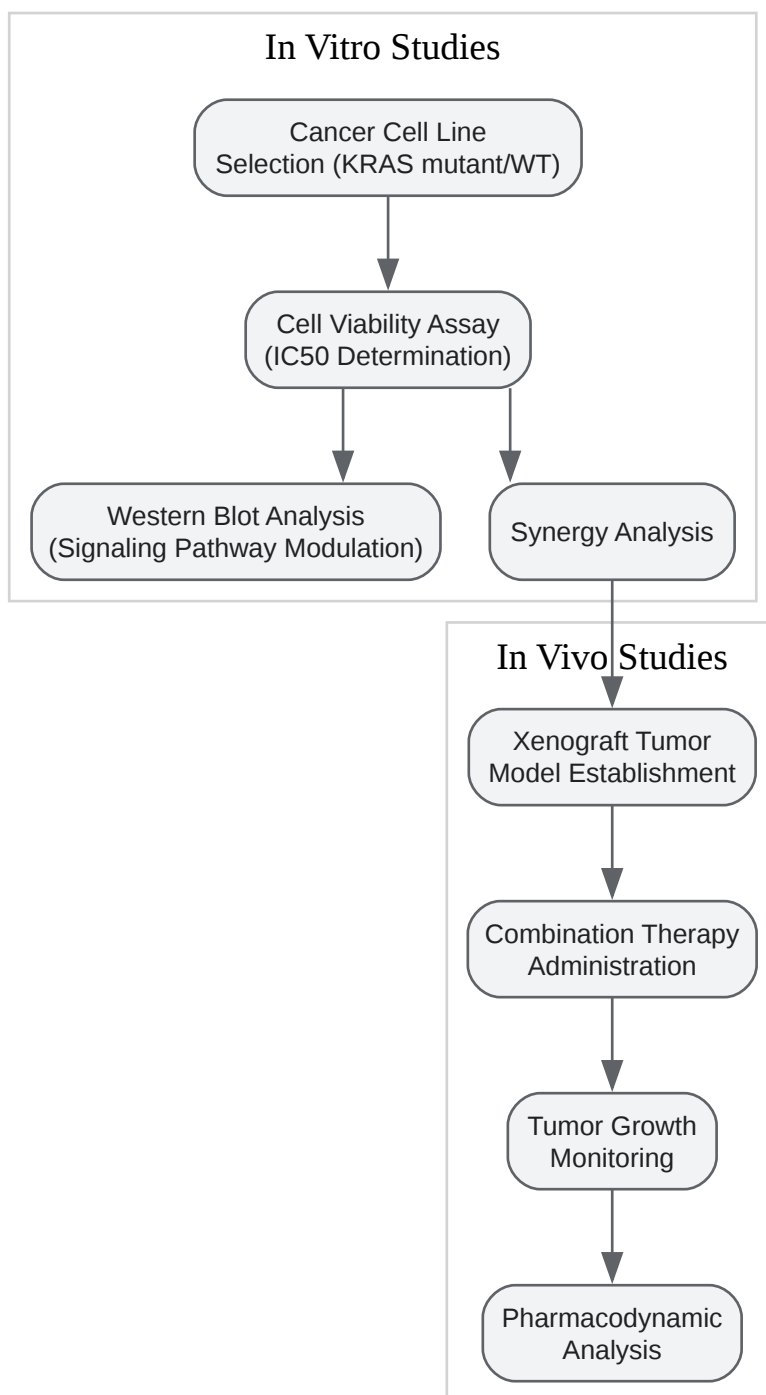 In Vitro Studies
Cancer Cell Line
Selection (KRAS mutant/WT)
Cell Viability Assay
(IC50 Determination)
Western Blot Analysis
(Signaling Pathway Modulation)
Synergy Analysis
In Vivo Studies
Xenograft Tumor
Model Establishment
Combination Therapy
Administration
Tumor Growth
Monitoring
Pharmacodynamic
Analysis